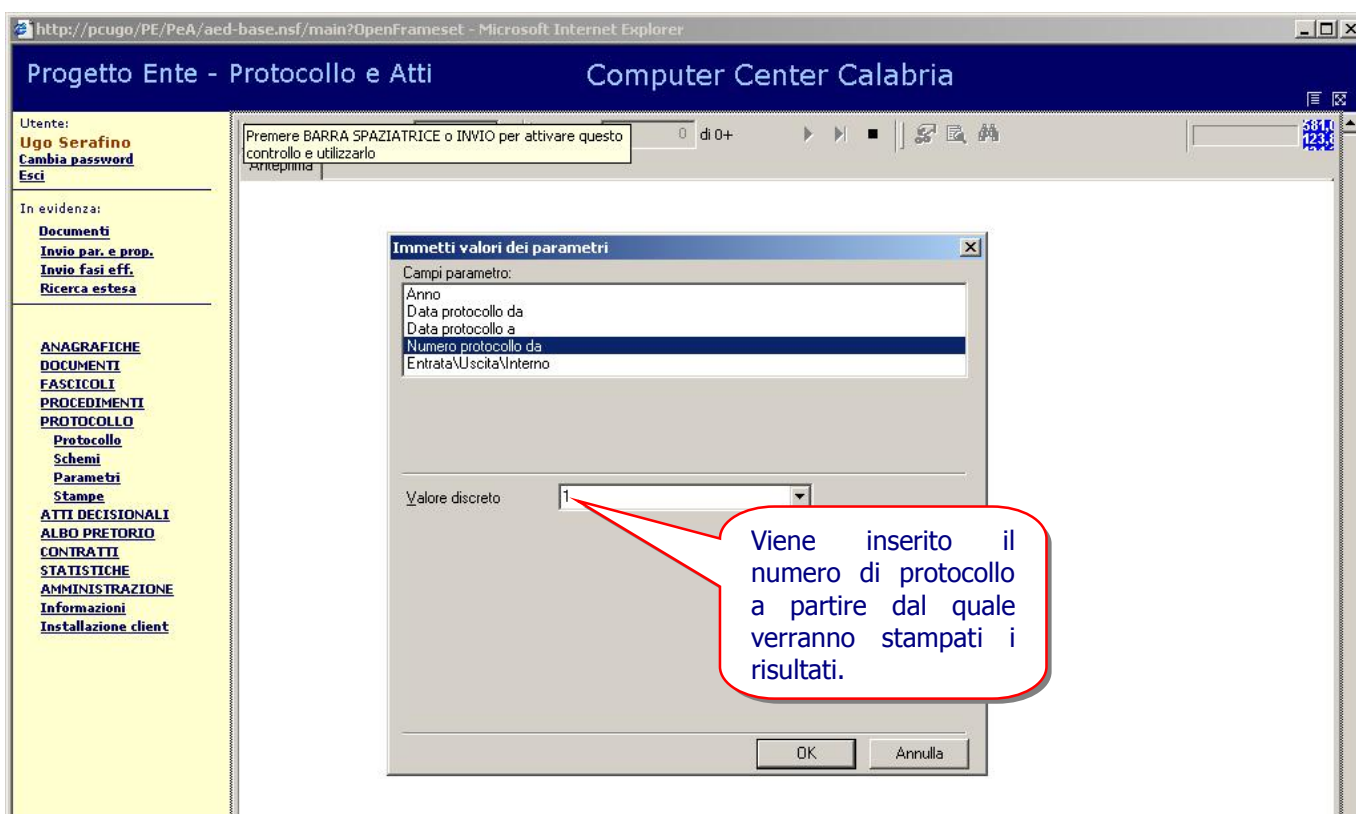 http://pcugo/PE/PeA/aed-base.nsf/main?OpenFrameset - Microsoft Internet Explorer
Progetto Ente - Protocollo e Atti
Computer Center Calabria
Utente:
Ugo Serafino
Cambia password
Esci
In evidenza:
Documenti
Invio par. e prop.
Invio fasi eff.
Ricerca estesa
ANAGRAFICHE
DOCUMENTI
FASCICOLI
PROCEDIMENTI
PROTOCOLLO
Protocollo
Schemi
Parametri
Stampe
ATTI DECISIONALI
ALBO PRETORIO
CONTRATTI
STATISTICHE
AMMINISTRAZIONE
Informazioni
Installazione client
Premere BARRA SPAZIATRICE o INVIO per attivare questo
controllo e utilizzarlo
0 di 0+
Anteprima
Immetti valori dei parametri
Campi parametro:
Anno
Data protocollo da
Data protocollo a
Numero protocollo da
Entrata\Uscita\Interno
Valore discreto
1
Viene inserito il
numero di protocollo
a partire dal quale
verranno stampati i
risultati.
OK
Annulla